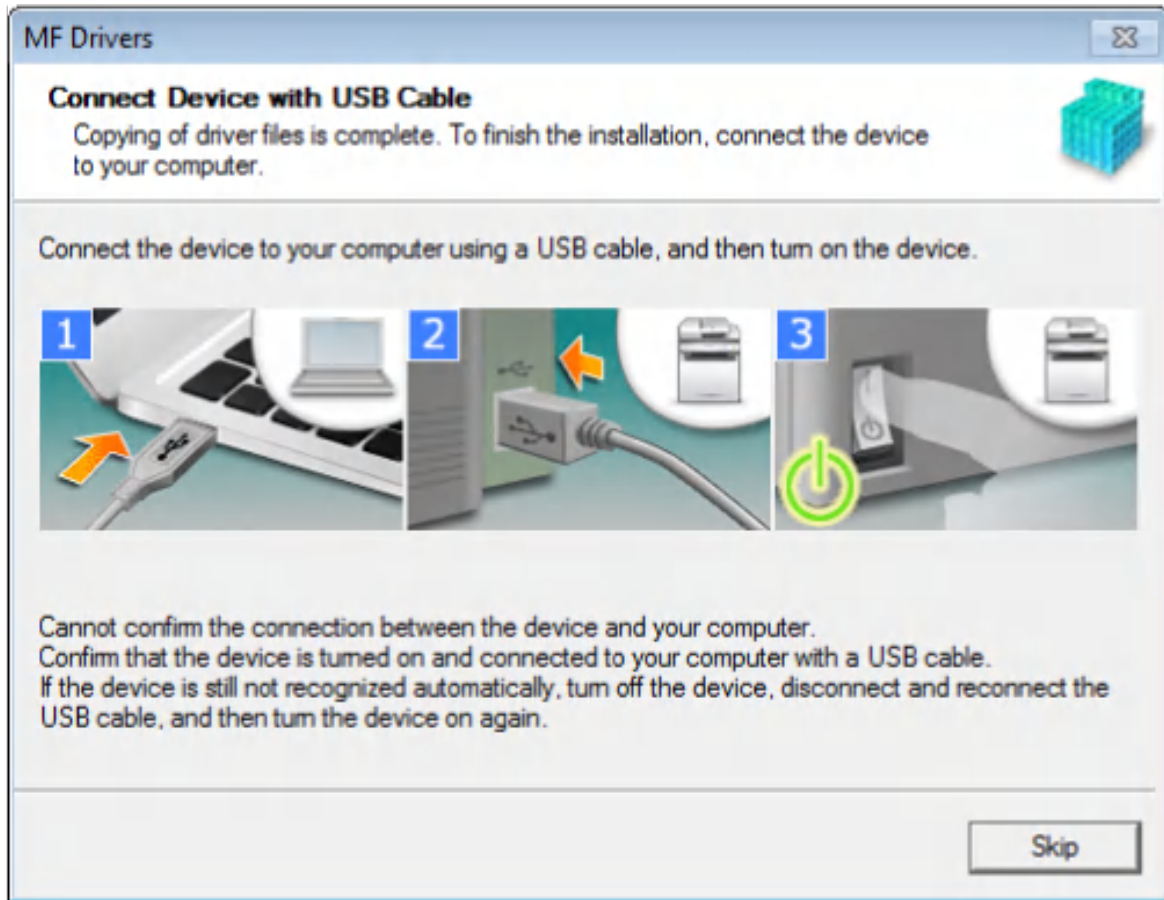 MF Drivers
Connect Device with USB Cable
Copying of driver files is complete. To finish the installation, connect the device
to your computer.
Connect the device to your computer using a USB cable, and then turn on the device.
1
2
3
Cannot confirm the connection between the device and your computer.
Confirm that the device is turned on and connected to your computer with a USB cable.
If the device is still not recognized automatically, turn off the device, disconnect and reconnect the
USB cable, and then turn the device on again.
Skip